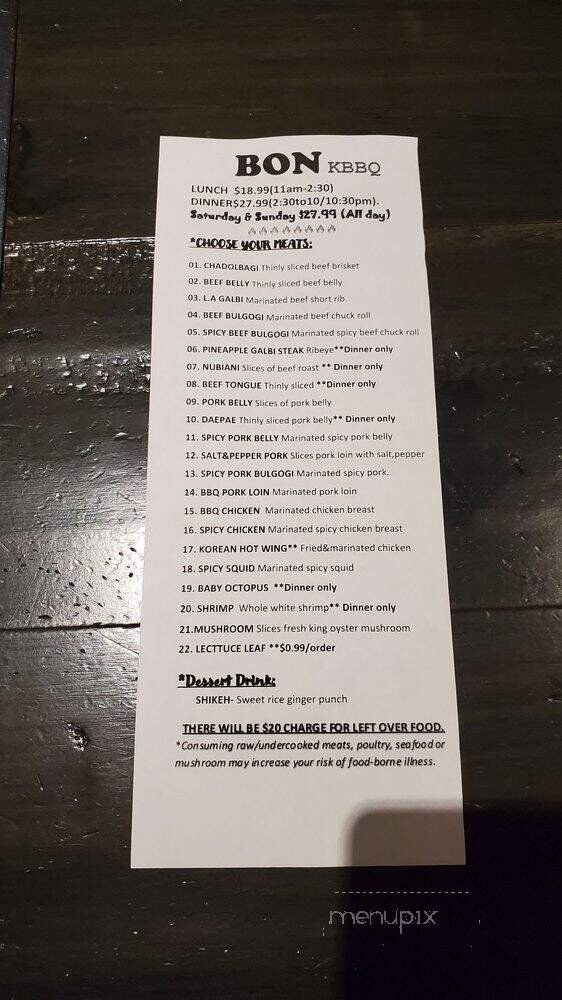 BON KBBQ
LUNCH $18.99(11am-2:30)
DINNER$27.99(2:30to10/10:30pm).
Saturday & Sunday $27.99 (All day)
*CHOOSE YOUR MEATS:
01. CHADOLBAGI Thinly sliced beef brisket
02. BEEF BELLY Thinly sliced beef belly
03. L.A GALBI Marinated beef short rib
04. BEEF BULGOGI Marinated beef chuck roll
05. SPICY BEEF BULGOGI Marinated spicy beef chuck roll
06. PINEAPPLE GALBI STEAK Ribeye**Dinner only
07. NUBIANI Slices of beef roast ** Dinner only
08. BEEF TONGUE Thinly sliced **Dinner only
09. PORK BELLY Slices of pork belly
10. DAEPAE Thinly sliced pork belly** Dinner only
11. SPICY PORK BELLY Marinated spicy pork belly
12. SALT&PEPPER PORK Slices pork loin with salt,pepper
13. SPICY PORK BULGOGI Marinated spicy pork.
14. BBQ PORK LOIN Marinated pork loin
15. BBQ CHICKEN Marinated chicken breast
16. SPICY CHICKEN Marinated spicy chicken breast
17. KOREAN HOT WING** Fried&marinated chicken
18. SPICY SQUID Marinated spicy squid
19. BABY OCTOPUS **Dinner only
20. SHRIMP Whole white shrimp** Dinner only
21.MUSHROOM Slices fresh king oyster mushroom
22. LECTTUCE LEAF **$0.99/order
*Dessert Drink:
SHIKEH- Sweet rice ginger punch
THERE WILL BE $20 CHARGE FOR LEFT OVER FOOD.
*Consuming raw/undercooked meats, poultry, seafood or
mushroom may increase your risk of food-borne illness.
menupix